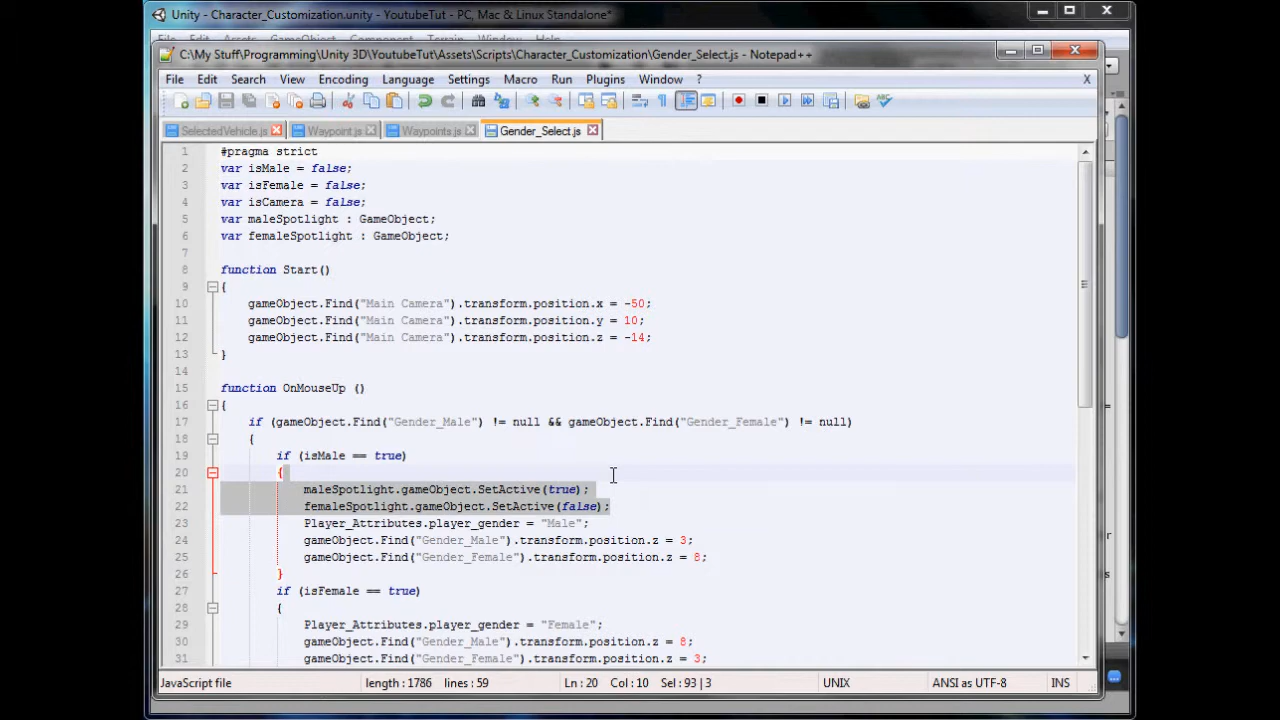 Unity - Character_Customization.unity - YoutubeTut - PC, Mac & Linux Standalone*
File Edit Assets GameObject Component Terrain Window Help
C:\My Stuff\Programming\Unity 3D\YoutubeTut\Assets\Scripts\Character_Customization\Gender_Select.js - Notepad++
File Edit Search View Encoding Language Settings Macro Run Plugins Window ? X
SelectedVehicle.js Waypoint.js Waypoints.js Gender_Select.js
1 #pragma strict
2 var isMale = false;
3 var isFemale = false;
4 var isCamera = false;
5 var maleSpotlight : GameObject;
6 var femaleSpotlight : GameObject;
7
8 function Start()
9 {
10 gameObject.Find("Main Camera").transform.position.x = -50;
11 gameObject.Find("Main Camera").transform.position.y = 10;
12 gameObject.Find("Main Camera").transform.position.z = -14;
13 }
14
15 function OnMouseUp ()
16 {
17 if (gameObject.Find("Gender_Male") != null && gameObject.Find("Gender_Female") != null)
18 {
19 if (isMale == true)
20 {
21 maleSpotlight.gameObject.SetActive(true);
22 femaleSpotlight.gameObject.SetActive(false);
23 Player_Attributes.player_gender = "Male";
24 gameObject.Find("Gender_Male").transform.position.z = 3;
25 gameObject.Find("Gender_Female").transform.position.z = 8;
26 }
27 if (isFemale == true)
28 {
29 Player_Attributes.player_gender = "Female";
30 gameObject.Find("Gender_Male").transform.position.z = 8;
31 gameObject.Find("Gender_Female").transform.position.z = 3;
JavaScript file length : 1786 lines : 59 Ln : 20 Col : 10 Sel : 93 | 3 UNIX ANSI as UTF-8 INS